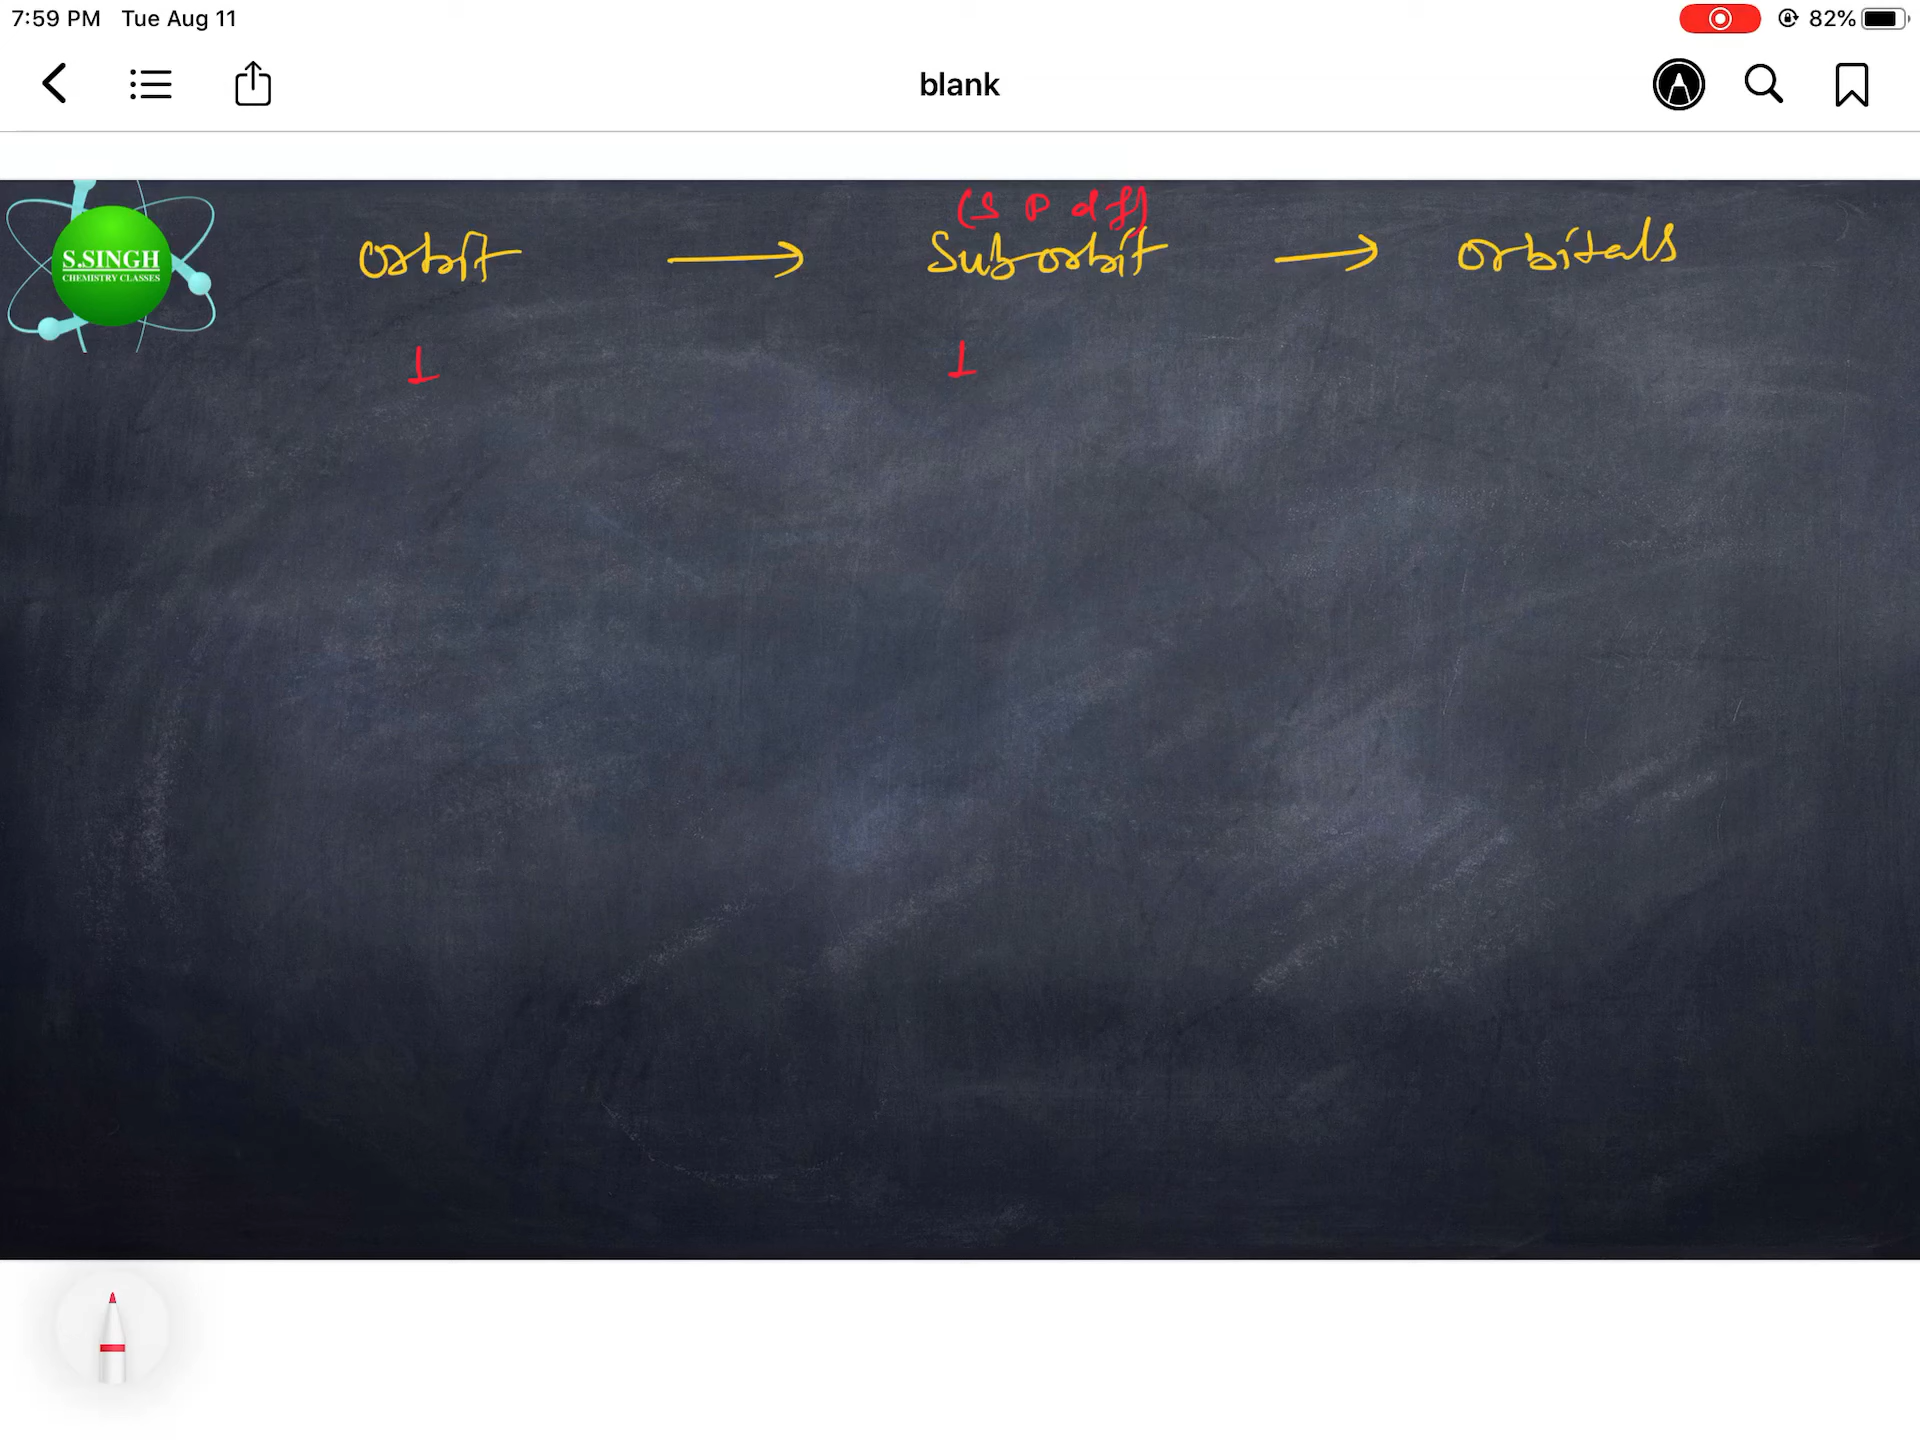 7:59 PM Tue Aug 11 82%
blank
(s p d f)
orbit → Suborbit → orbitals
S.SINGH
CHEMISTRY CLASSES
1 1